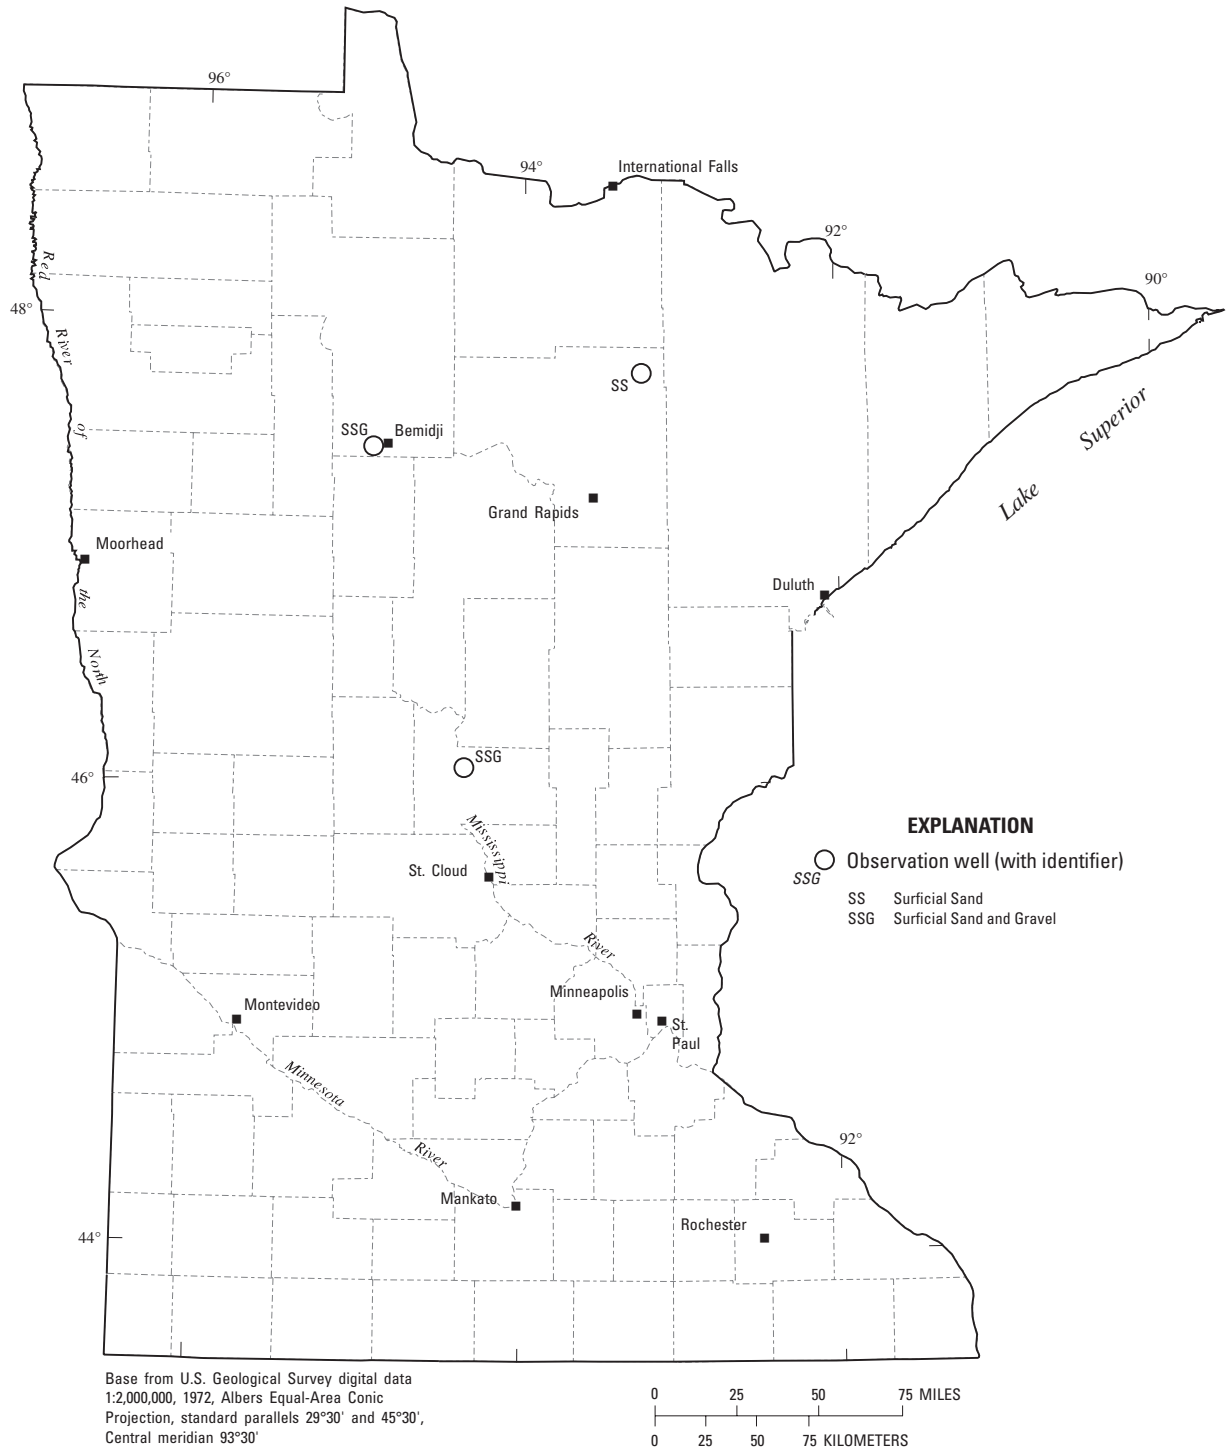 96°
94°
International Falls
92°
90°
48°
Red River of the North
SS
SSG
Bemidji
Lake Superior
Grand Rapids
Moorhead
Duluth
46°
SSG
Mississippi River
St. Cloud
EXPLANATION
SSG
Observation well (with identifier)
SS Surficial Sand
SSG Surficial Sand and Gravel
Minneapolis
St.
Paul
Montevideo
Minnesota River
92°
Mankato
Rochester
44°
Base from U.S. Geological Survey digital data
1:2,000,000, 1972, Albers Equal-Area Conic
Projection, standard parallels 29°30' and 45°30',
Central meridian 93°30'
0 25 50 75 MILES
0 25 50 75 KILOMETERS